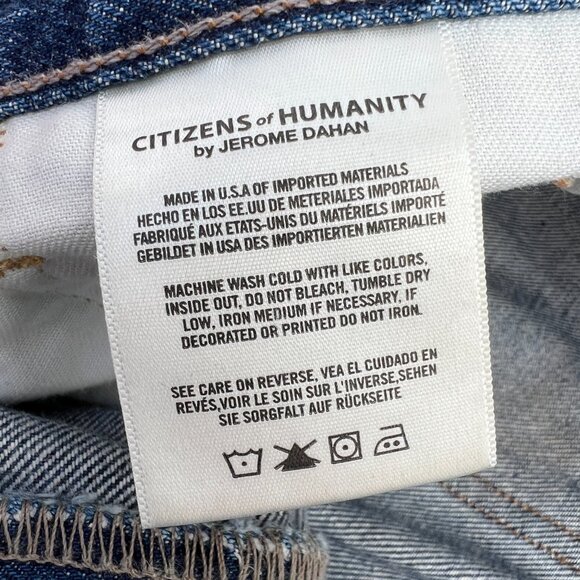 CITIZENS of HUMANITY
by JEROME DAHAN
MADE IN U.S.A OF IMPORTED MATERIALS
HECHO EN LOS EE.UU DE METERIALES IMPORTADA
FABRIQUÉ AUX ETATS-UNIS DU MATÉRIELS IMPORTÉ
GEBILDET IN USA DES IMPORTIERTEN MATERIALIEN
MACHINE WASH COLD WITH LIKE COLORS,
INSIDE OUT, DO NOT BLEACH, TUMBLE DRY
LOW, IRON MEDIUM IF NECESSARY, IF
DECORATED OR PRINTED DO NOT IRON.
SEE CARE ON REVERSE, VEA EL CUIDADO EN
REVÉS,VOIR LE SOIN SUR L'INVERSE,SEHEN
SIE SORGFALT AUF RÜCKSEITE